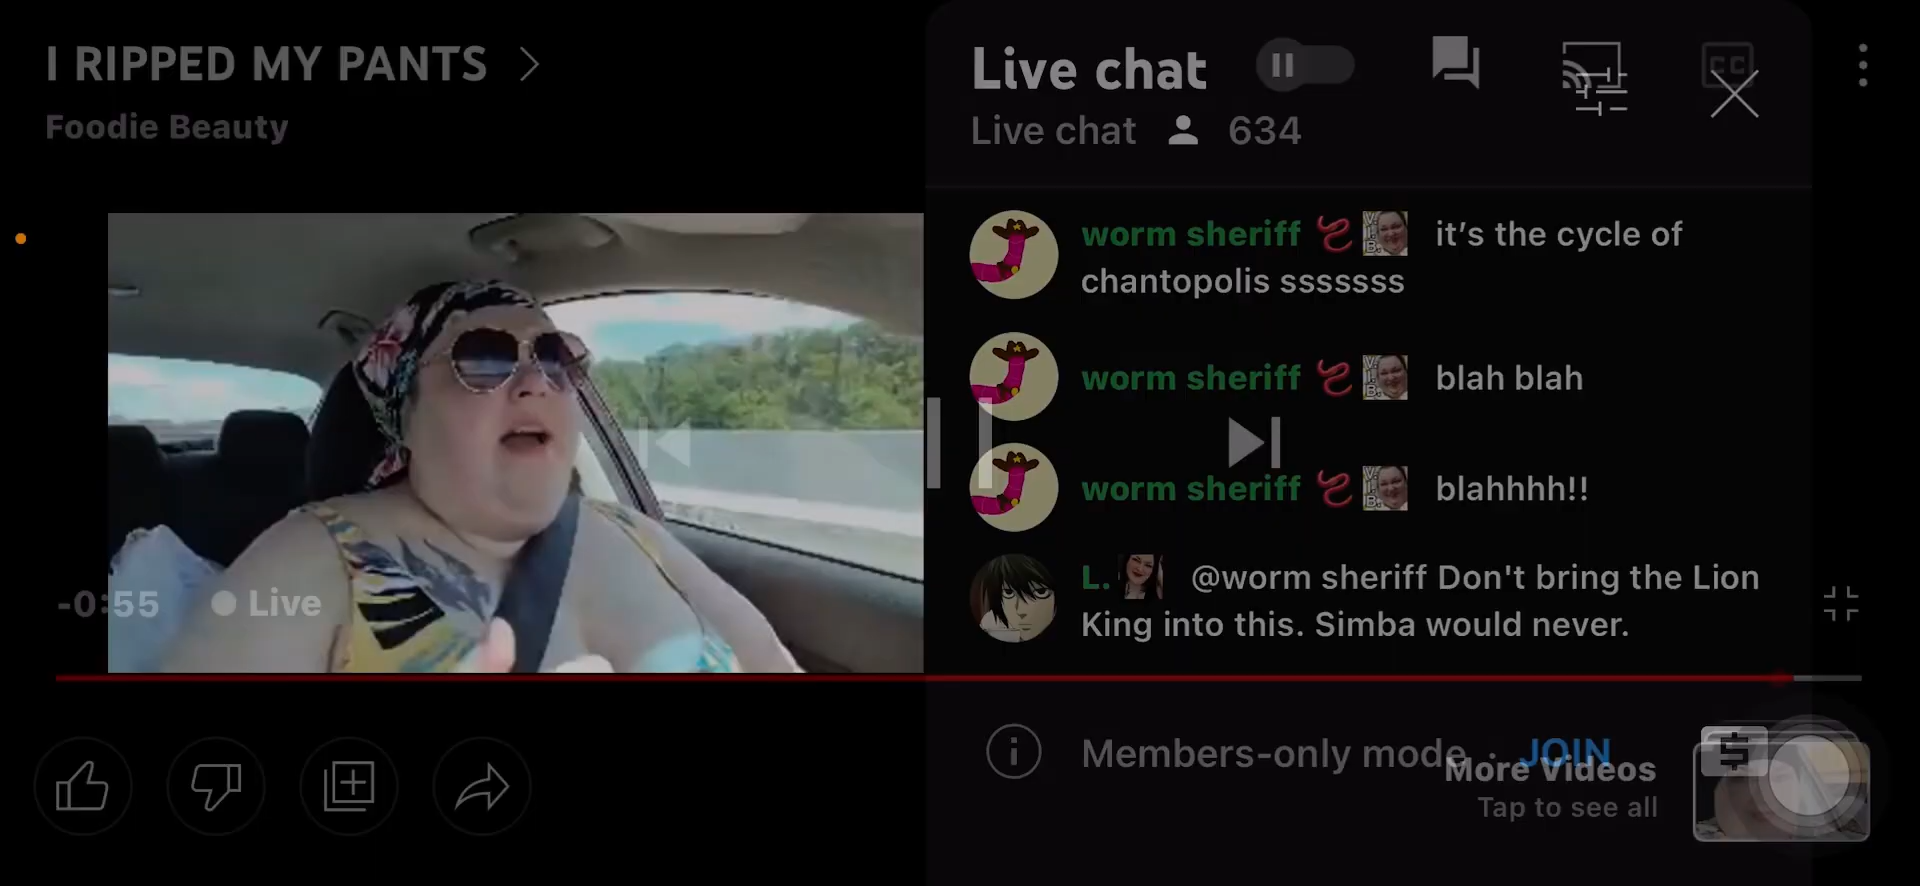 I RIPPED MY PANTS
Foodie Beauty
Live chat
Live chat 634
CC
worm sheriff it’s the cycle of
chantopolis sssssss
worm sheriff blah blah
worm sheriff blahhhh!!
L. @worm sheriff Don't bring the Lion
King into this. Simba would never.
-0:55 Live
Members-only mode · JOIN
More Videos
Tap to see all